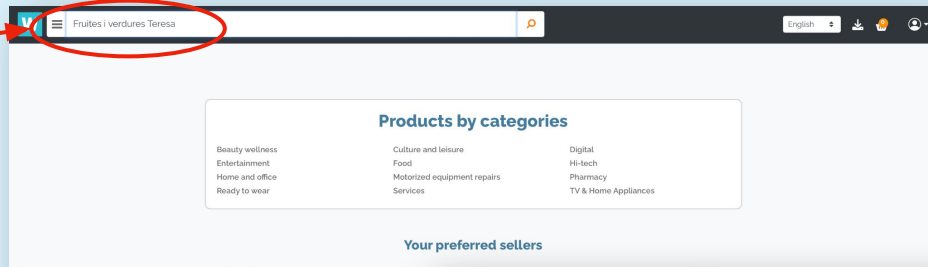 W
Fruites i verdures Teresa
English
0
Products by categories
Beauty wellness
Culture and leisure
Digital
Entertainment
Food
Hi-tech
Home and office
Motorized equipment repairs
Pharmacy
Ready to wear
Services
TV & Home Appliances
Your preferred sellers